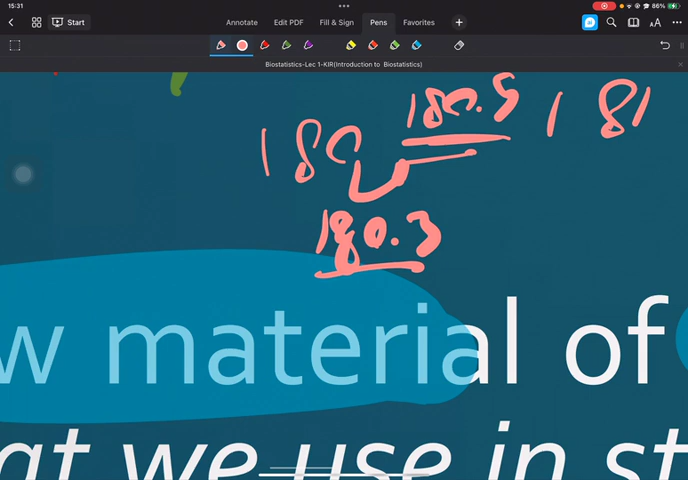 15:31
86%
Start
Annotate Edit PDF Fill & Sign Pens Favorites
AA
Biostatistics-Lec 1-KIR(Introduction to Biostatistics)
180 180.5 181
180.3
w material of
at we use in st